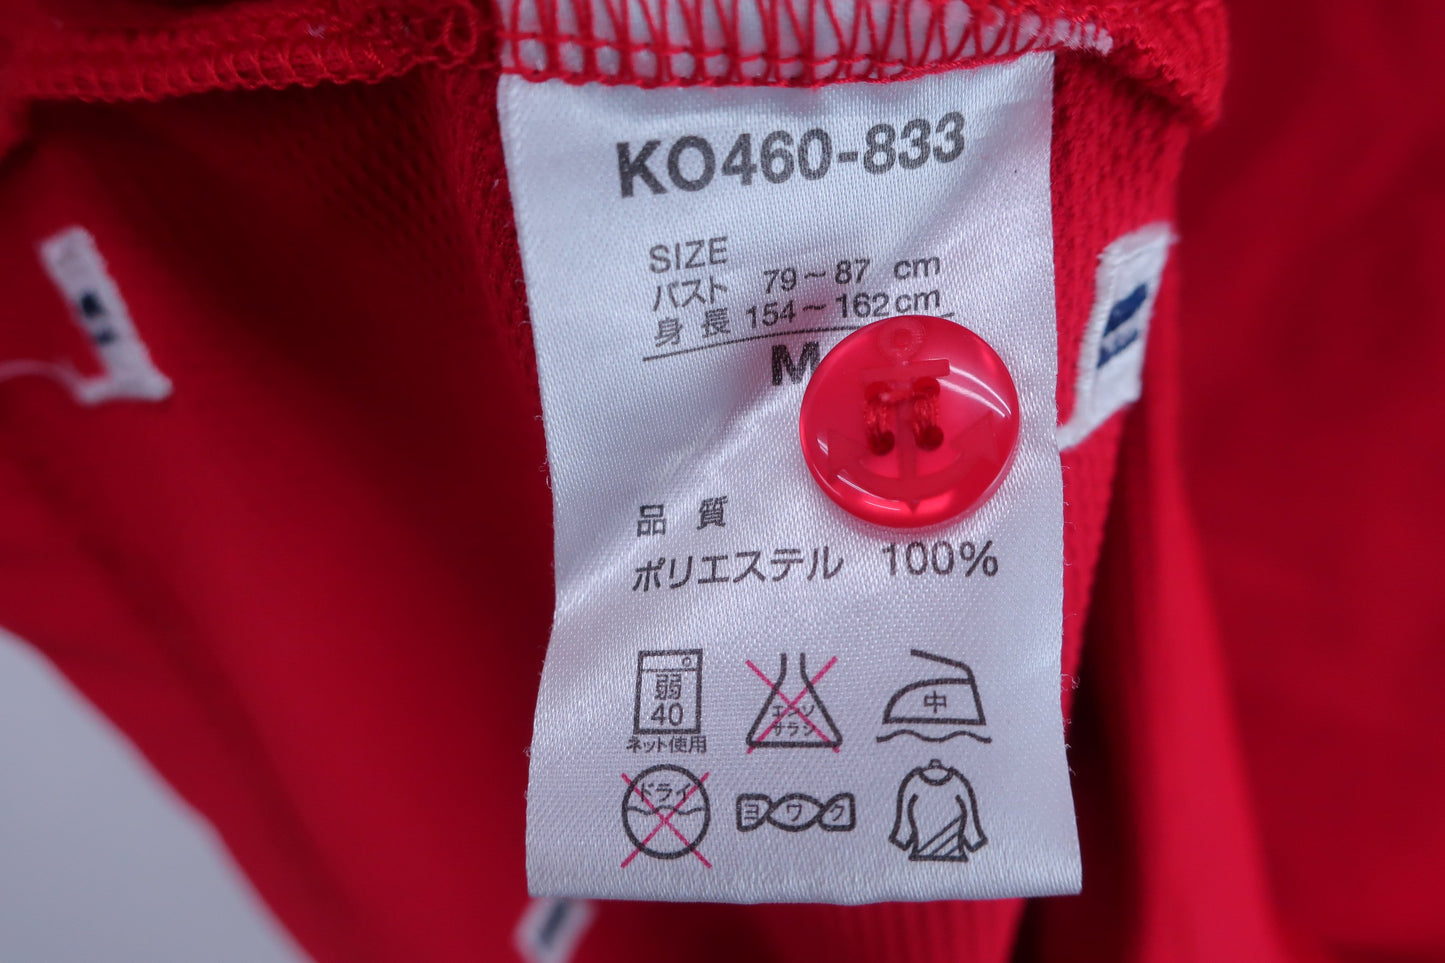 KO460-833
SIZE
バスト 79~87 cm
身長 154~162cm
M
品質
ポリエステル 100%
弱
40
ネット使用
エンソ
サラシ
中
ドライ
ヨワク